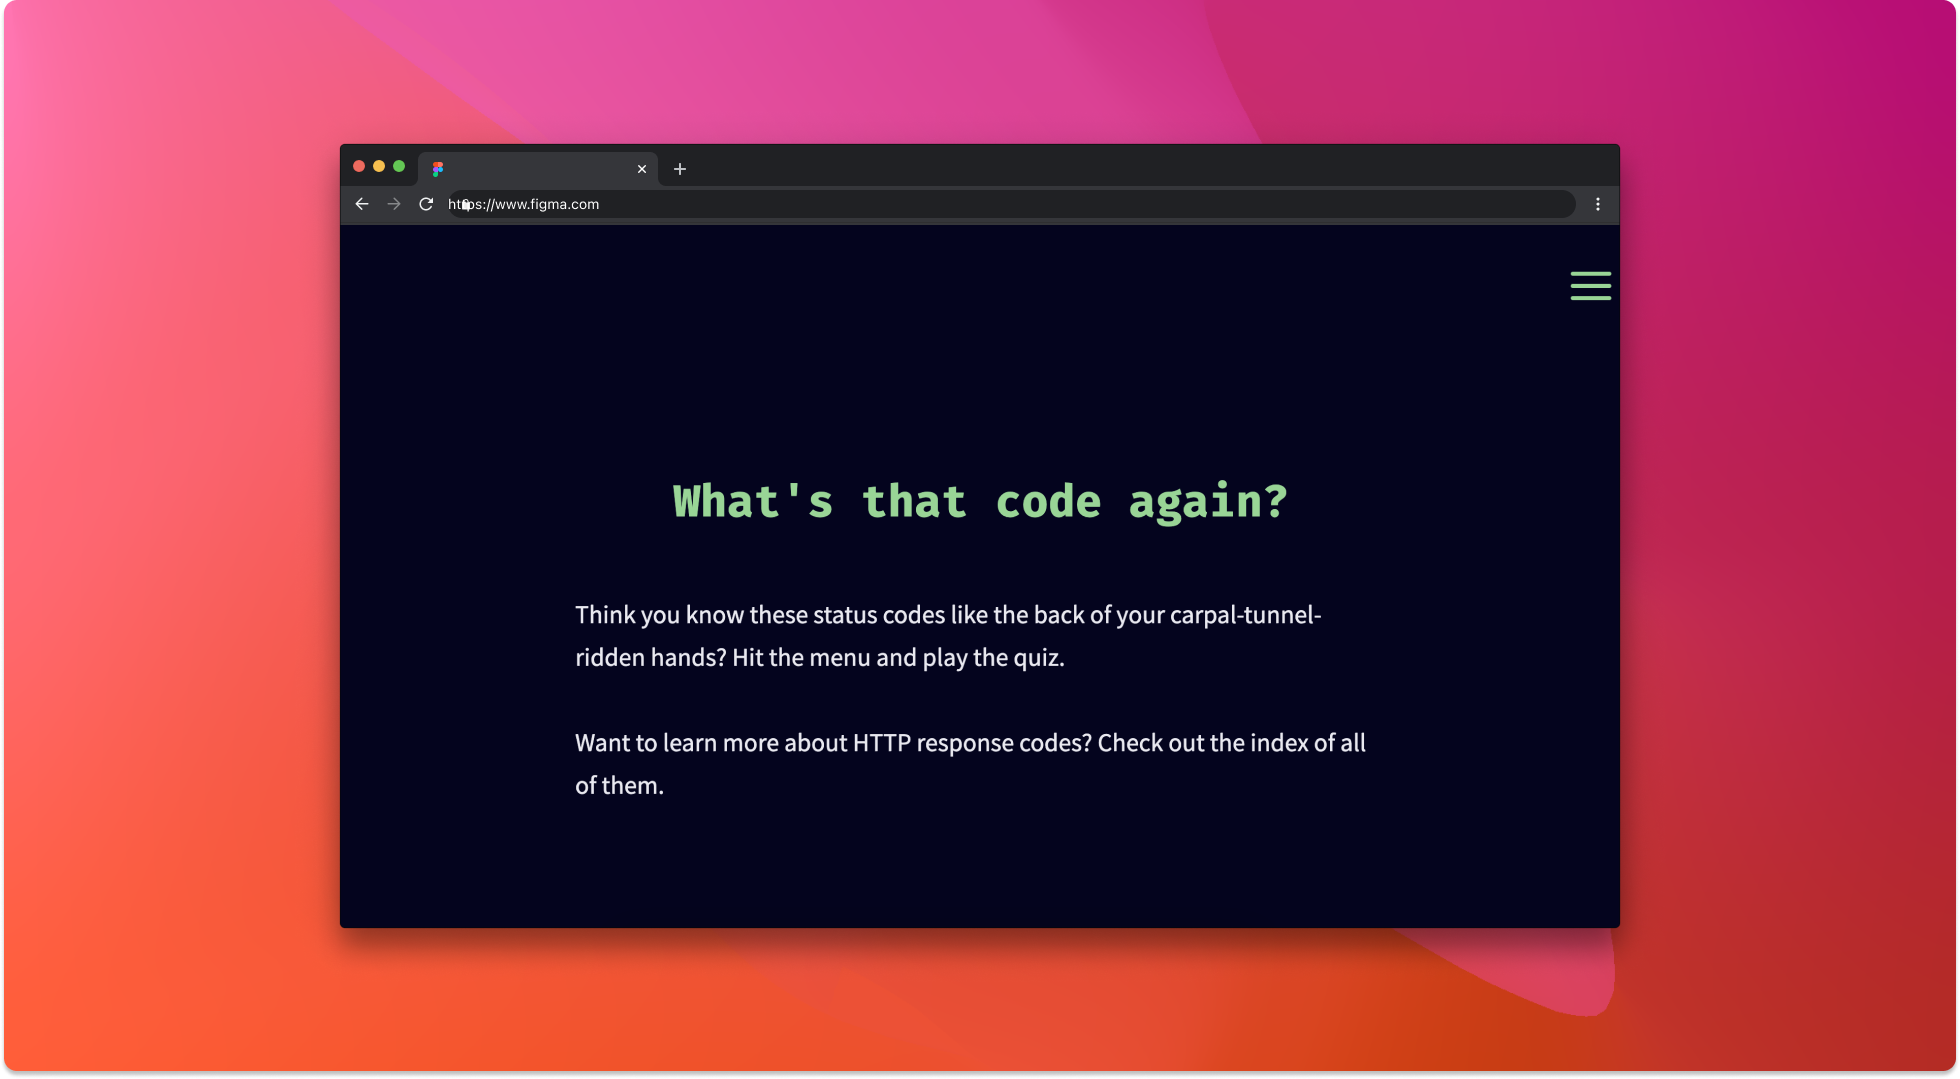 https://www.figma.com
What's that code again?
Think you know these status codes like the back of your carpal-tunnel-
ridden hands? Hit the menu and play the quiz.
Want to learn more about HTTP response codes? Check out the index of all
of them.